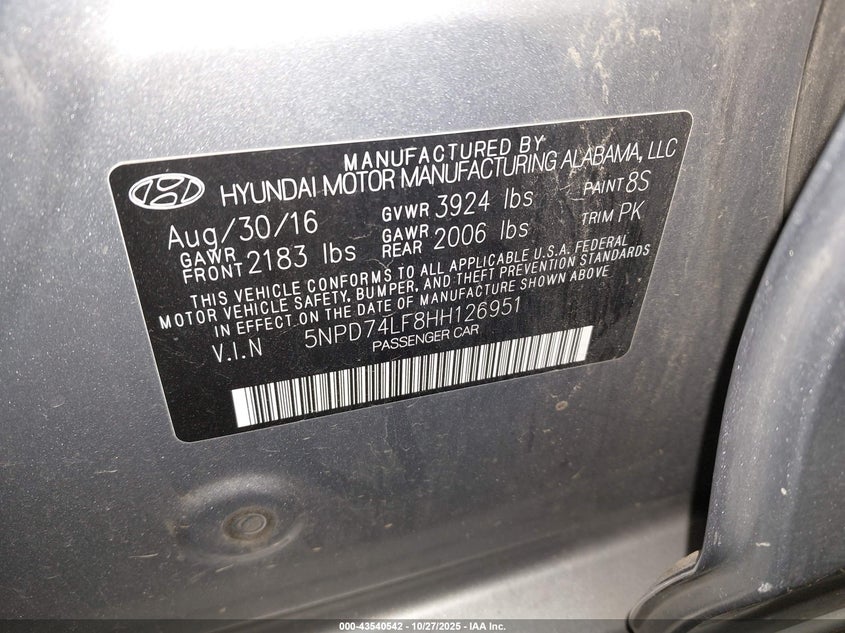 MANUFACTURED BY
HYUNDAI MOTOR MANUFACTURING ALABAMA, LLC
Aug/30/16 GVWR 3924 lbs PAINT 8S
GAWR FRONT 2183 lbs GAWR REAR 2006 lbs TRIM PK
THIS VEHICLE CONFORMS TO ALL APPLICABLE U.S.A. FEDERAL
MOTOR VEHICLE SAFETY, BUMPER, AND THEFT PREVENTION STANDARDS
IN EFFECT ON THE DATE OF MANUFACTURE SHOWN ABOVE
V.I.N 5NPD74LF8HH126951
PASSENGER CAR
000-43540542 • 10/27/2025 — IAA Inc.